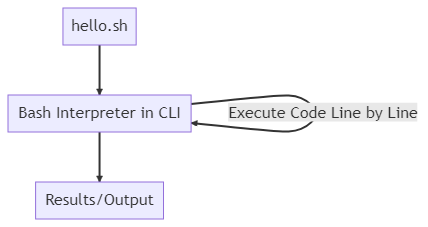 hello.sh
Bash Interpreter in CLI
Execute Code Line by Line
Results/Output